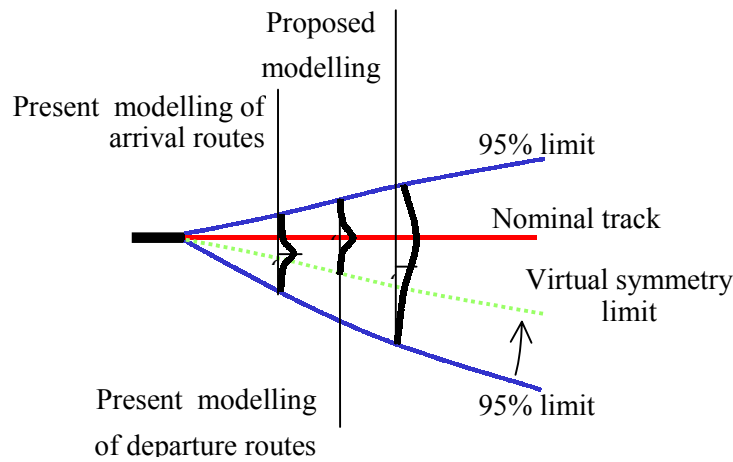 Proposed
modelling
Present modelling of
arrival routes
95% limit
Nominal track
Virtual symmetry
limit
Present modelling
of departure routes
95% limit